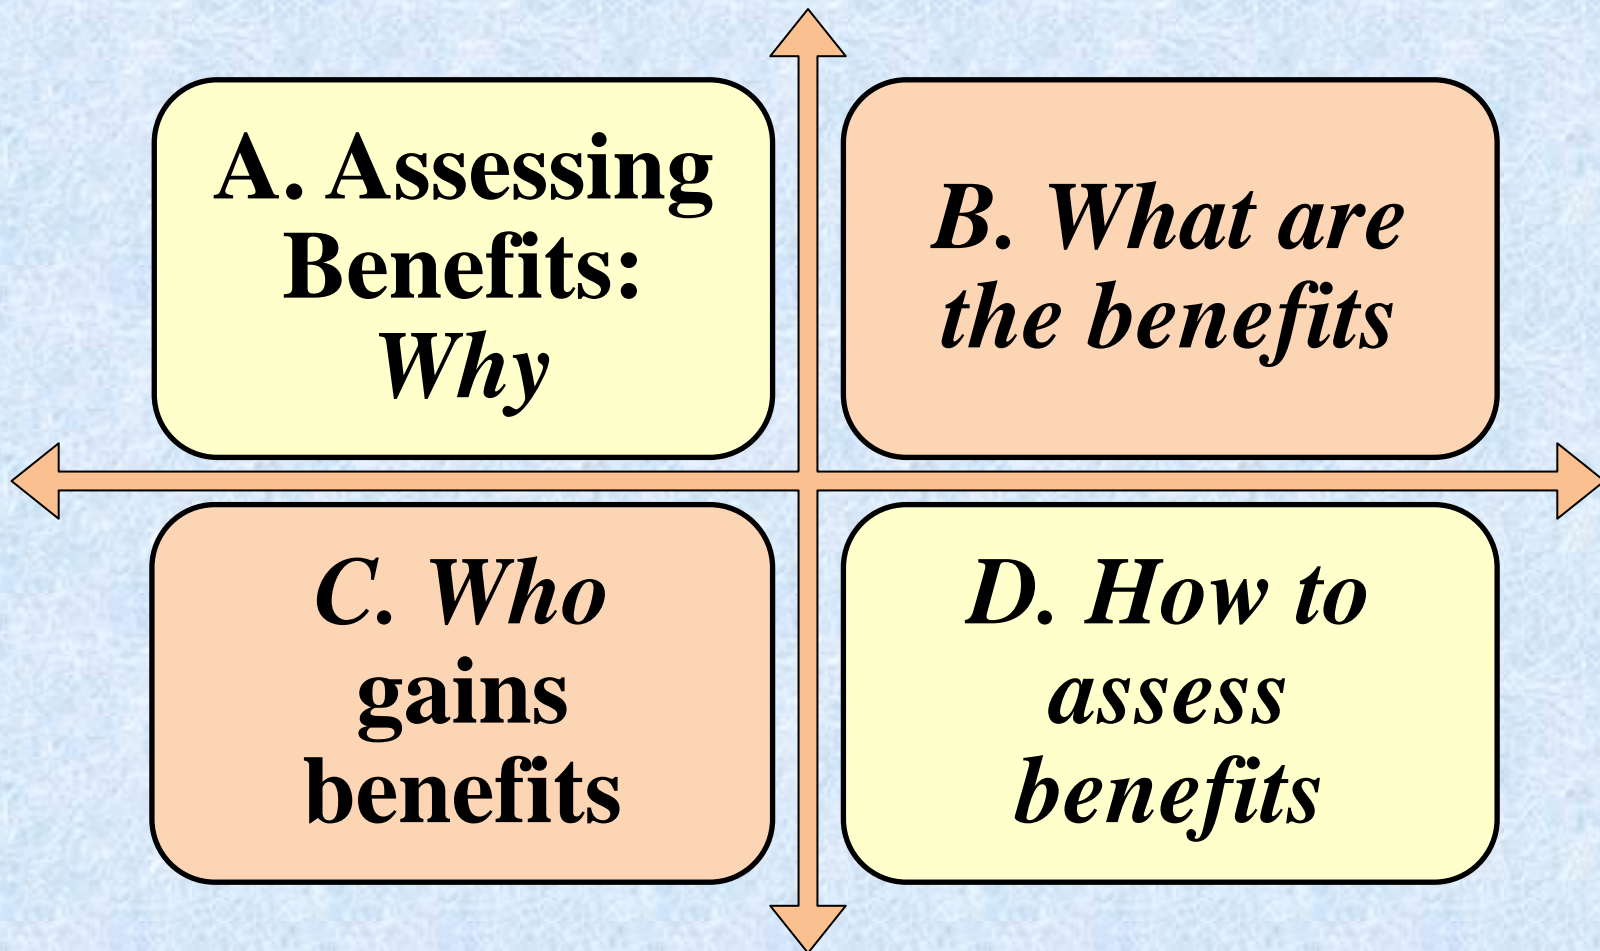 A. Assessing
Benefits:
Why
B. What are
the benefits
C. Who
gains
benefits
D. How to
assess
benefits